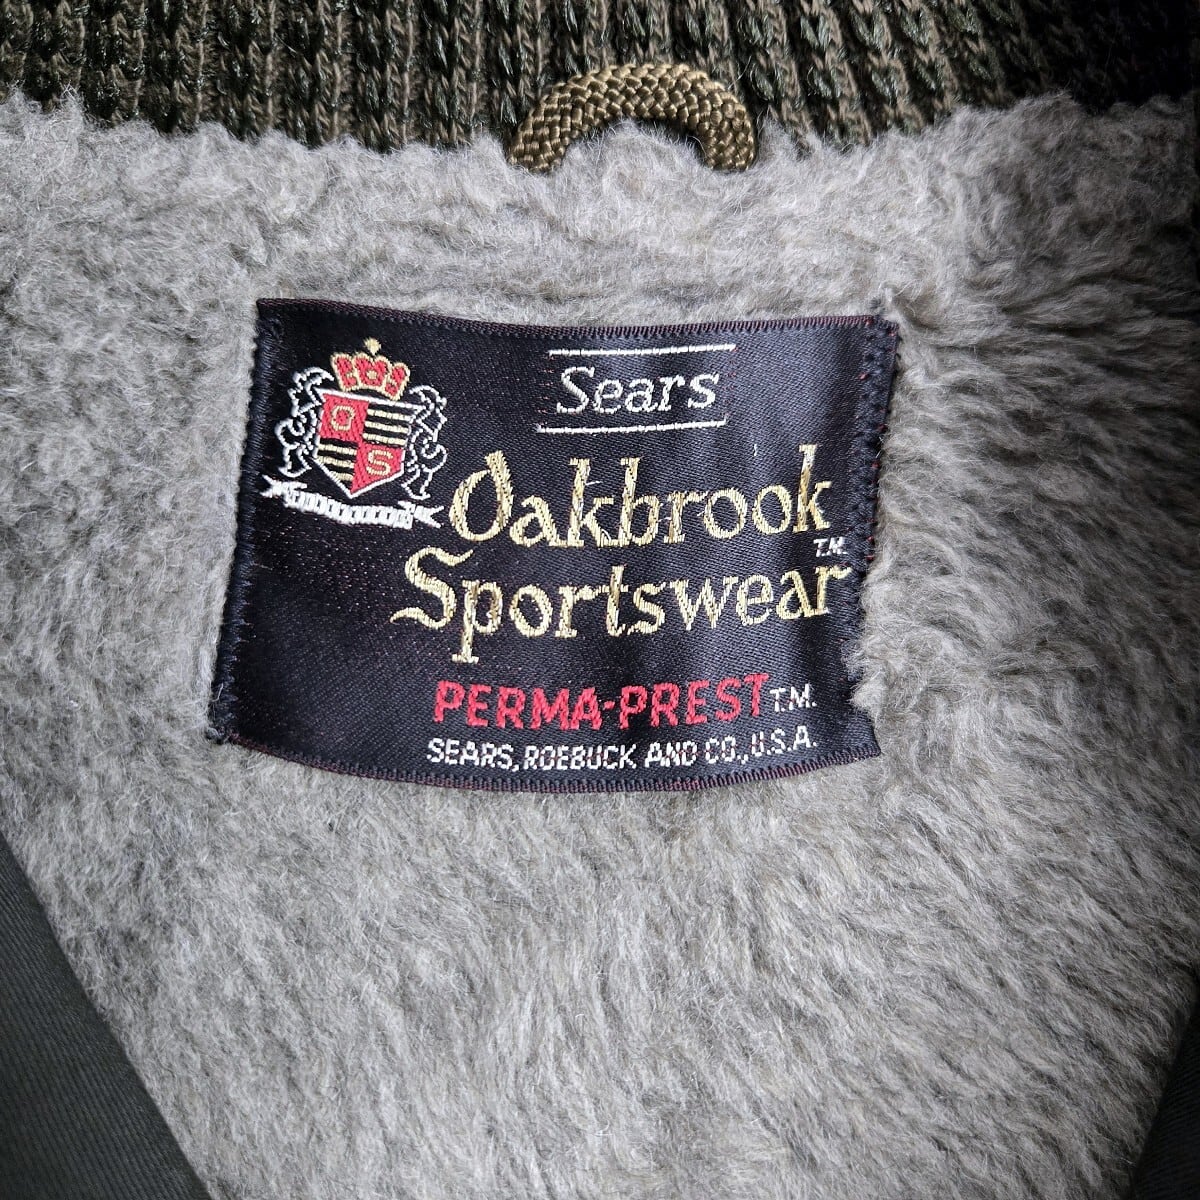 Sears
O
S
Oakbrook
Sportswear T.M.
PERMA-PREST T.M.
SEARS, ROEBUCK AND CO., U.S.A.